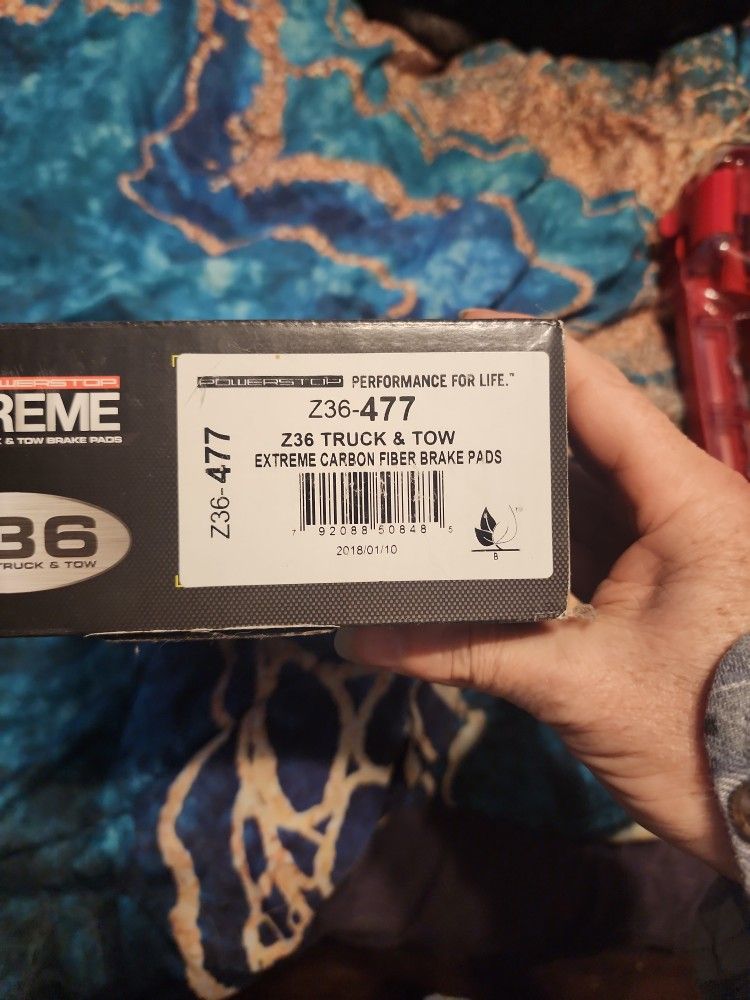 WERSTOP
REME
K & TOW BRAKE PADS
36
TRUCK & TOW
POWERSTOP PERFORMANCE FOR LIFE.™
Z36-477
Z36 TRUCK & TOW
EXTREME CARBON FIBER BRAKE PADS
Z36-477
7 92088 50848 5
2018/01/10
B